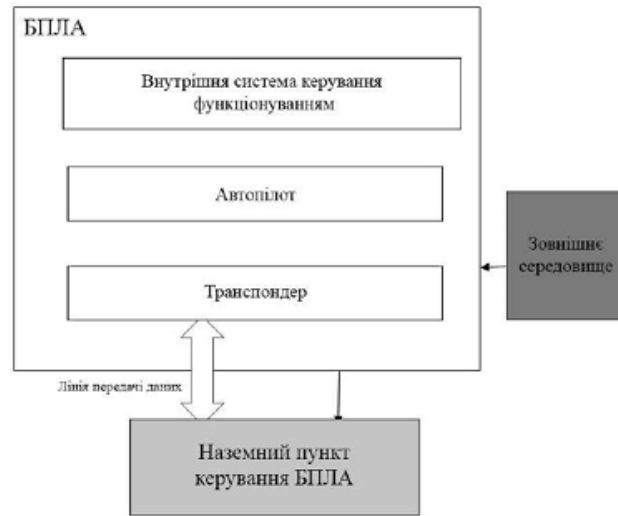 БПЛА
Внутрішня система керування
функціонуванням
Автопілот
Зовнішнє
середовище
Транспондер
Лінія передачі даних
Наземний пункт
керування БПЛА